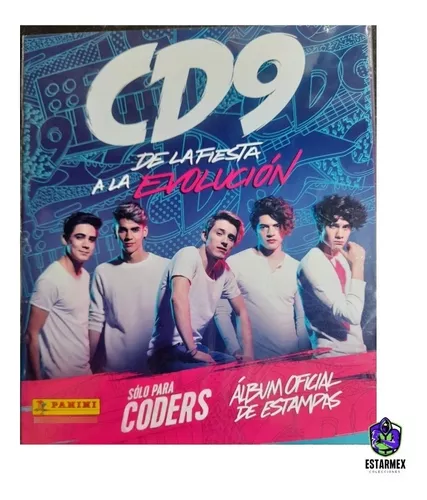 CD9
DE LA FIESTA
A LA EVOLUCIÓN
SÓLO PARA
CODERS
ÁLBUM OFICIAL
DE ESTAMPAS
PANINI
ESTARMEX